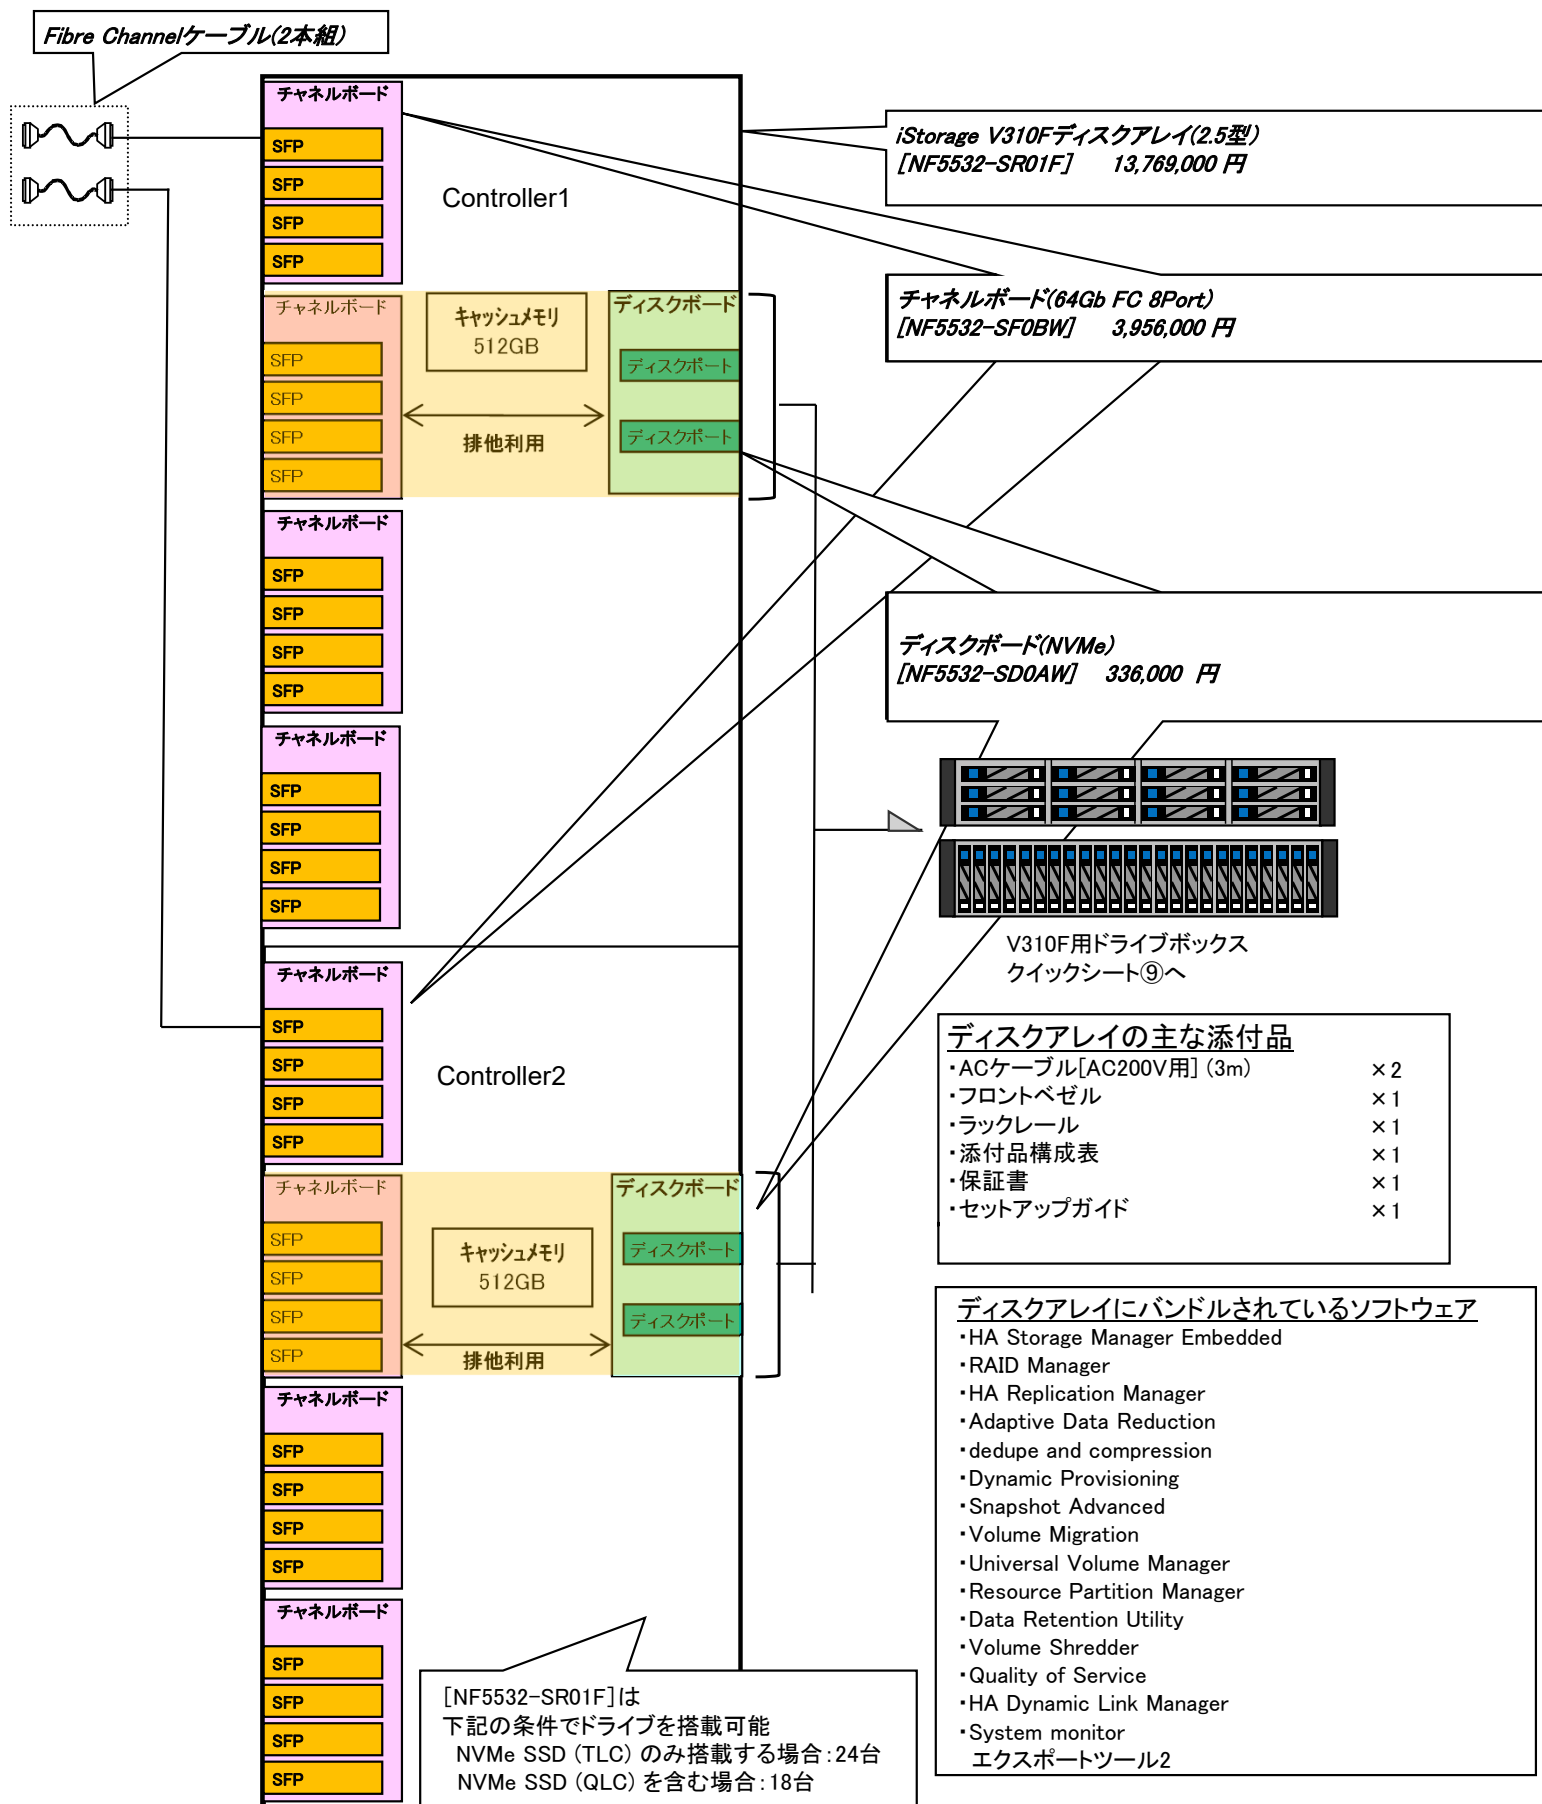 Fibre Channelケーブル(2本組)
チャネルボード
SFP
SFP
SFP
SFP
Controller1
iStorage V310Fディスクアレイ(2.5型)
[NF5532-SR01F] 13,769,000 円
チャネルボード(64Gb FC 8Port)
[NF5532-SF0BW] 3,956,000 円
チャネルボード
SFP
SFP
SFP
SFP
キャッシュメモリ
512GB
排他利用
ディスクボード
ディスクポート
ディスクポート
チャネルボード
SFP
SFP
SFP
SFP
ディスクボード(NVMe)
[NF5532-SD0AW] 336,000 円
チャネルボード
SFP
SFP
SFP
SFP
V310F用ドライブボックス
クイックシート⑨へ
チャネルボード
SFP
SFP
SFP
SFP
Controller2
ディスクアレイの主な添付品
・ACケーブル[AC200V用] (3m) ×2
・フロントベゼル ×1
・ラックレール ×1
・添付品構成表 ×1
・保証書 ×1
・セットアップガイド ×1
チャネルボード
SFP
SFP
SFP
SFP
キャッシュメモリ
512GB
排他利用
ディスクボード
ディスクポート
ディスクポート
チャネルボード
SFP
SFP
SFP
SFP
チャネルボード
SFP
SFP
SFP
SFP
ディスクアレイにバンドルされているソフトウェア
・HA Storage Manager Embedded
・RAID Manager
・HA Replication Manager
・Adaptive Data Reduction
・dedupe and compression
・Dynamic Provisioning
・Snapshot Advanced
・Volume Migration
・Universal Volume Manager
・Resource Partition Manager
・Data Retention Utility
・Volume Shredder
・Quality of Service
・HA Dynamic Link Manager
・System monitor
エクスポートツール2
[NF5532-SR01F]は
下記の条件でドライブを搭載可能
NVMe SSD (TLC) のみ搭載する場合:24台
NVMe SSD (QLC) を含む場合:18台